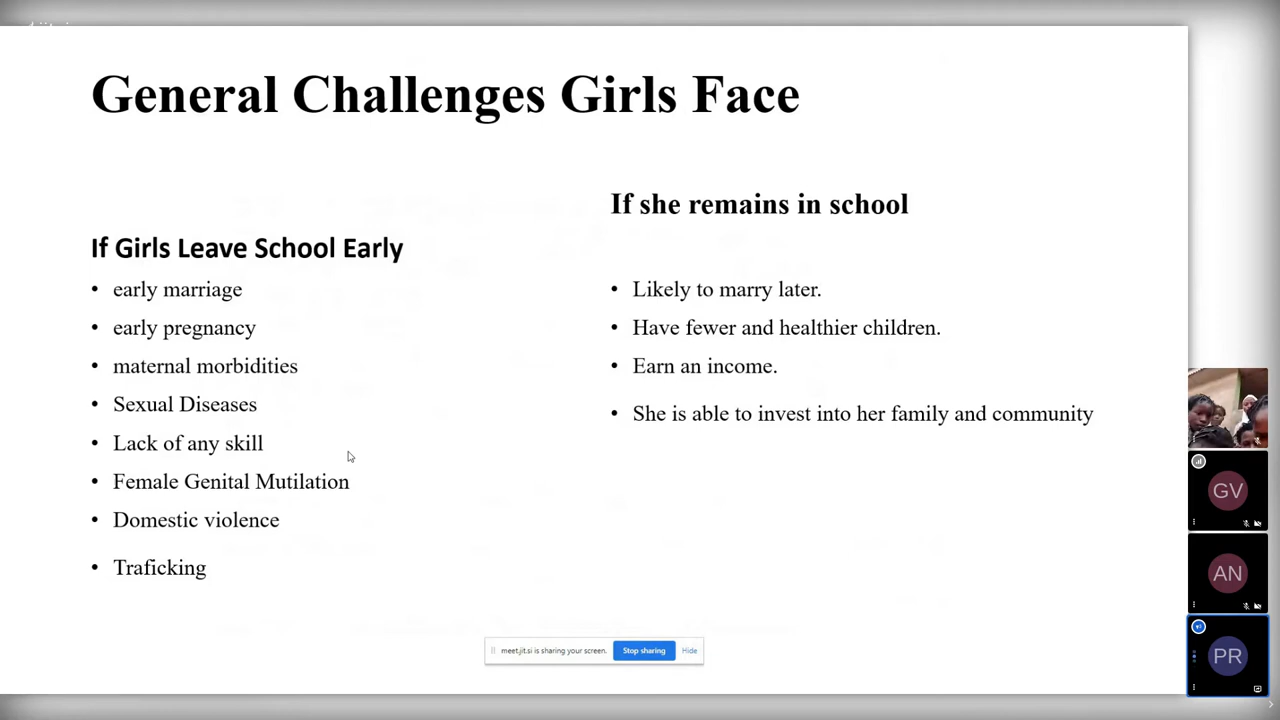 General Challenges Girls Face
If Girls Leave School Early
• early marriage
• early pregnancy
• maternal morbidities
• Sexual Diseases
• Lack of any skill
• Female Genital Mutilation
• Domestic violence
• Traficking
If she remains in school
• Likely to marry later.
• Have fewer and healthier children.
• Earn an income.
• She is able to invest into her family and community
meet.jit.si is sharing your screen. Stop sharing Hide
GV
AN
PR